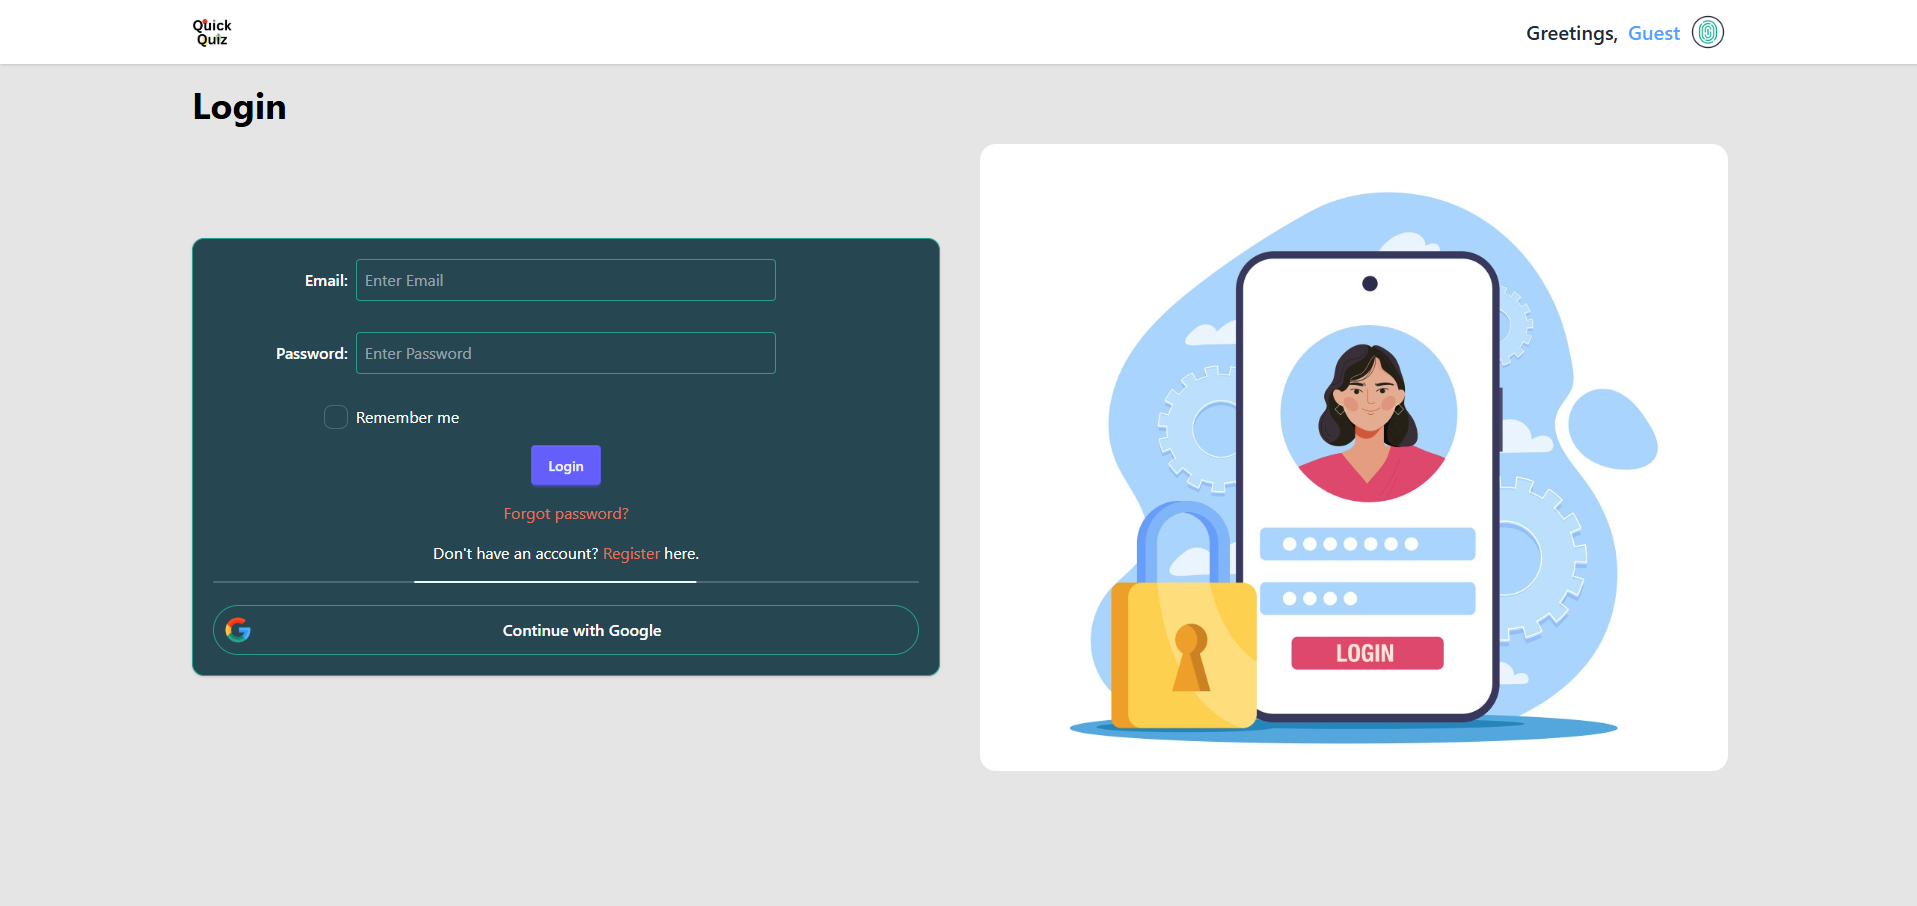 Quick
Quiz
Greetings, Guest
Login
Email: Enter Email
Password: Enter Password
Remember me
Login
Forgot password?
Don't have an account? Register here.
Continue with Google
LOGIN